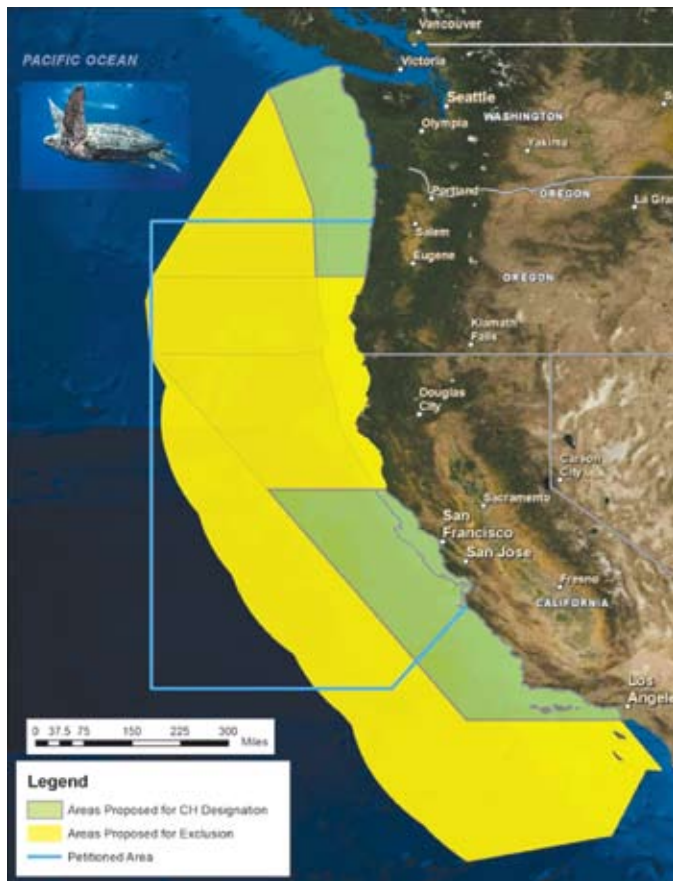 Vancouver
PACIFIC OCEAN
Victoria
Seattle
WASHINGTON
Olympia
Yakima
Portland
OREGON
La Gran
Salem
Eugene
OREGON
Klamath
Falls
Douglas
City
Carson
City
Sacramento
San
Francisco
San Jose
Fresno
CALIFORNIA
Los
Angele
0 37.5 75 150 225 300
Miles
Legend
Areas Proposed for CH Designation
Areas Proposed for Exclusion
Petitioned Area